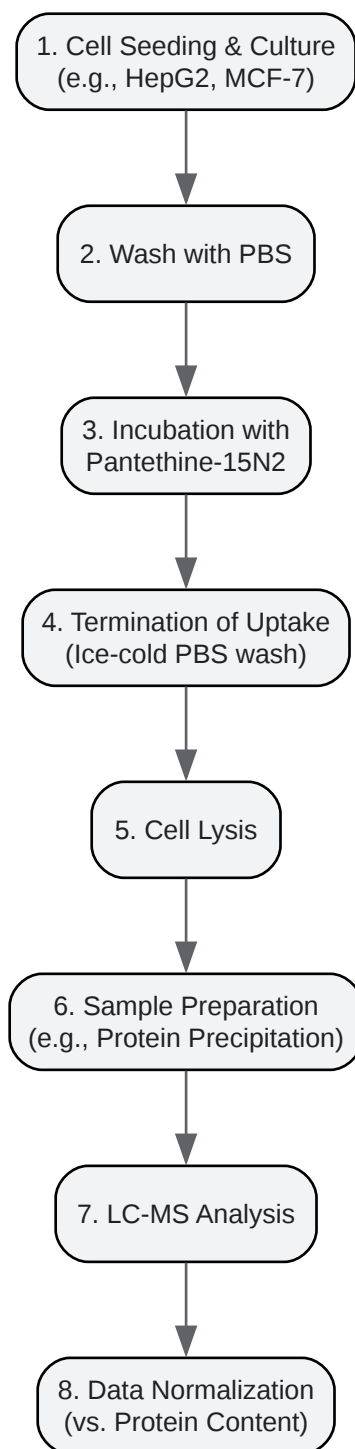 1. Cell Seeding & Culture
(e.g., HepG2, MCF-7)
2. Wash with PBS
3. Incubation with
Pantethine-15N2
4. Termination of Uptake
(Ice-cold PBS wash)
5. Cell Lysis
6. Sample Preparation
(e.g., Protein Precipitation)
7. LC-MS Analysis
8. Data Normalization
(vs. Protein Content)